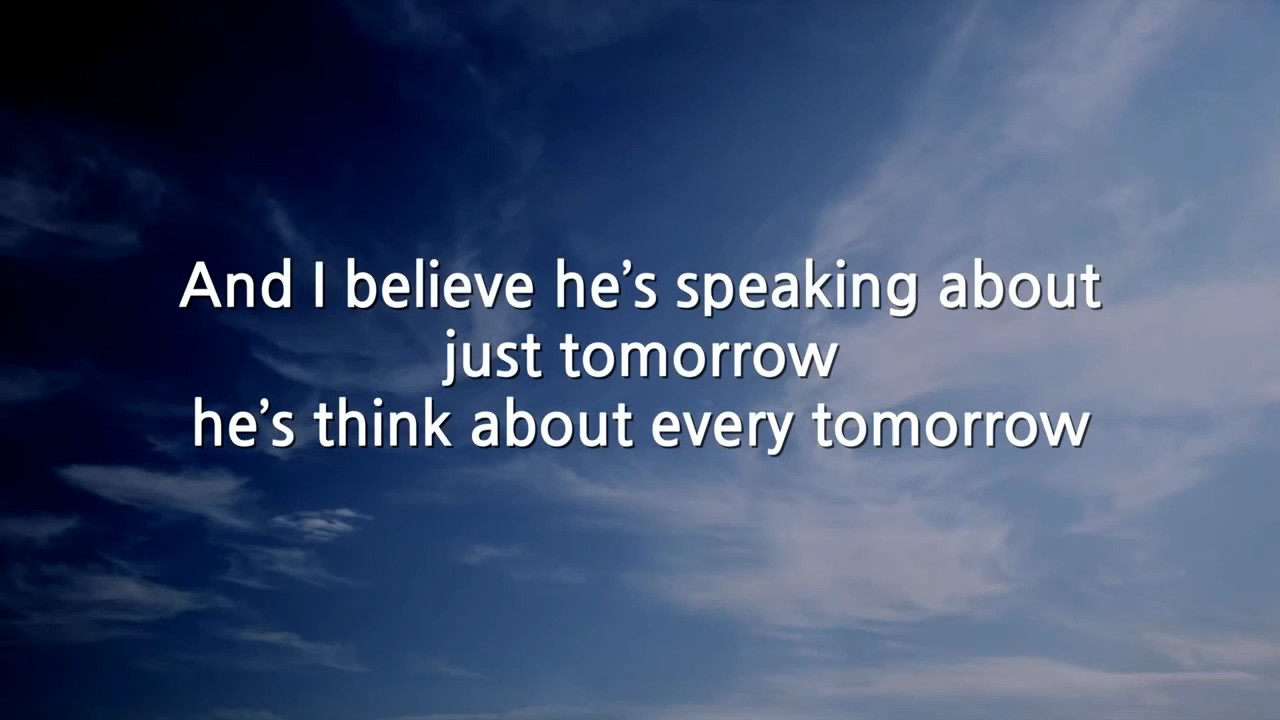 And I believe he’s speaking about
just tomorrow
he’s think about every tomorrow